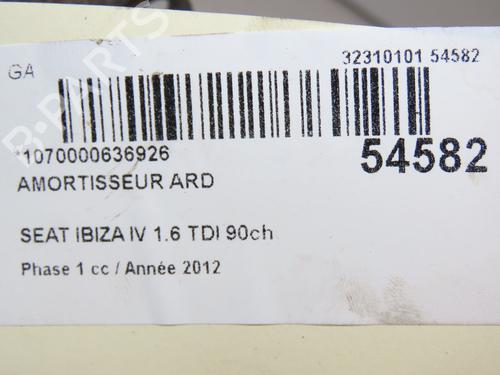 GA
32310101 54582
*1070000636926
54582
AMORTISSEUR ARD
SEAT IBIZA IV 1.6 TDI 90ch
Phase 1 cc / Année 2012
B-PARTS